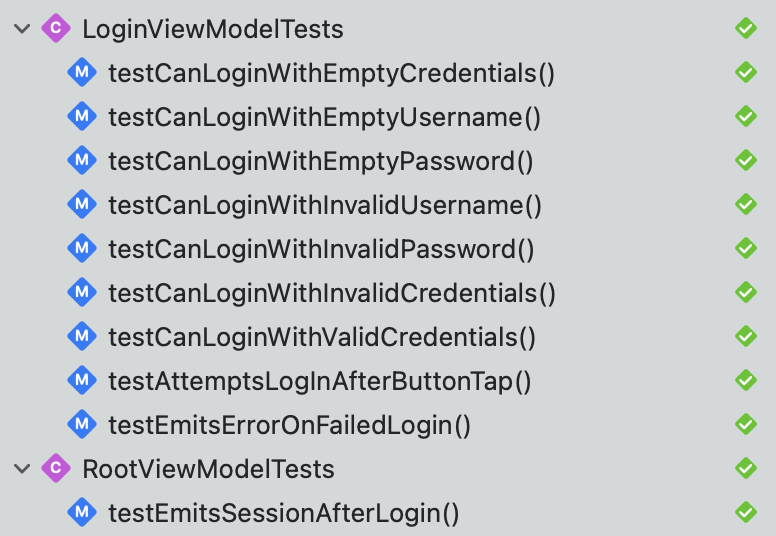 C LoginViewModelTests
M testCanLoginWithEmptyCredentials()
M testCanLoginWithEmptyUsername()
M testCanLoginWithEmptyPassword()
M testCanLoginWithInvalidUsername()
M testCanLoginWithInvalidPassword()
M testCanLoginWithInvalidCredentials()
M testCanLoginWithValidCredentials()
M testAttemptsLogInAfterButtonTap()
M testEmitsErrorOnFailedLogin()
C RootViewModelTests
M testEmitsSessionAfterLogin()